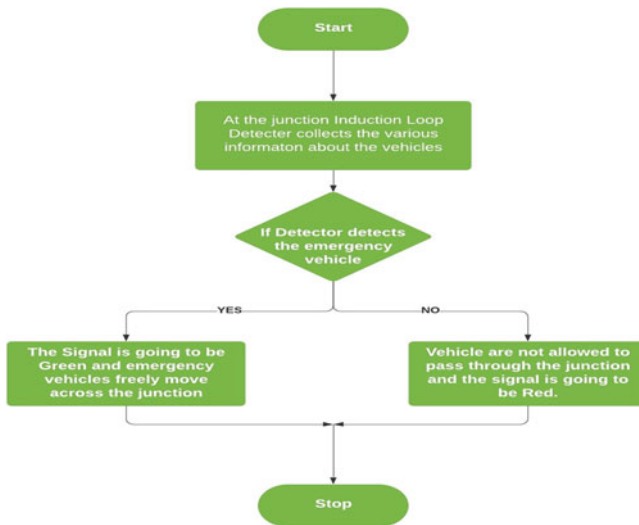 Start
At the junction Induction Loop
Detecter collects the various
informaton about the vehicles
If Detector detects
the emergency
vehicle
YES
NO
The Signal is going to be
Green and emergency
vehicles freely move
across the junction
Vehicle are not allowed to
pass through the junction
and the signal is going to
be Red.
Stop